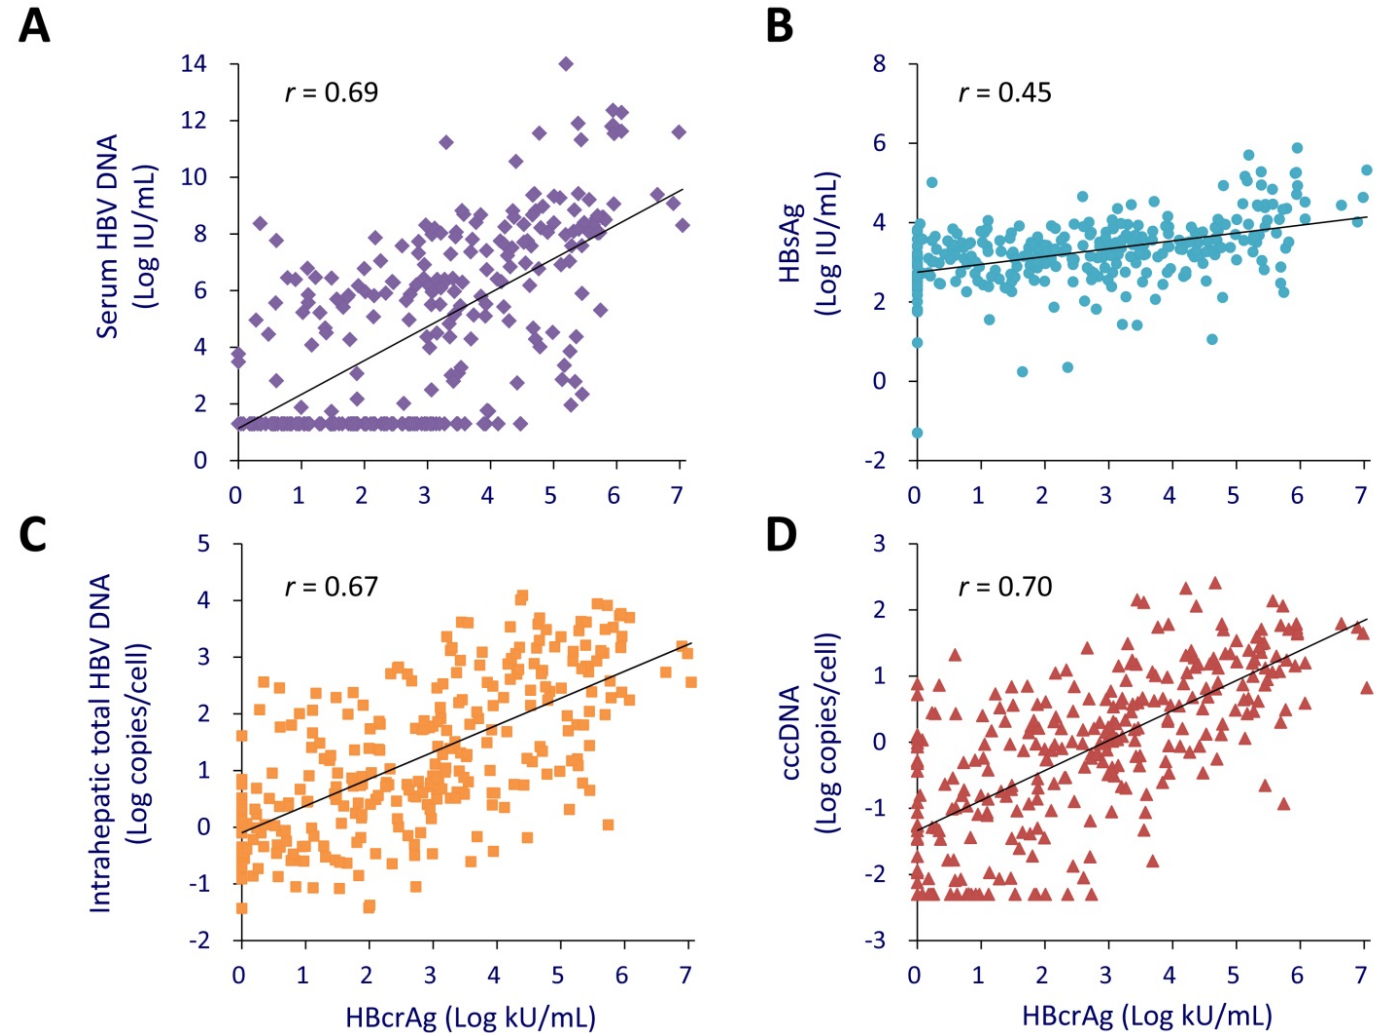 A
Serum HBV DNA
(Log IU/mL)
r = 0.69
14
12
10
8
6
4
2
0
0 1 2 3 4 5 6 7
B
HBsAg
(Log IU/mL)
r = 0.45
8
6
4
2
0
-2
0 1 2 3 4 5 6 7
C
Intrahepatic total HBV DNA
(Log copies/cell)
r = 0.67
5
4
3
2
1
0
-1
-2
0 1 2 3 4 5 6 7
HBcrAg (Log kU/mL)
D
cccDNA
(Log copies/cell)
r = 0.70
3
2
1
0
-1
-2
-3
0 1 2 3 4 5 6 7
HBcrAg (Log kU/mL)